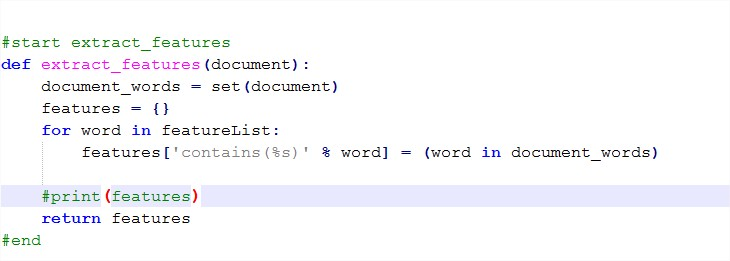 #start extract_features
def extract_features(document):
    document_words = set(document)
    features = {}
    for word in featureList:
        features['contains(%s)' % word] = (word in document_words)
    #print(features)
    return features
#end